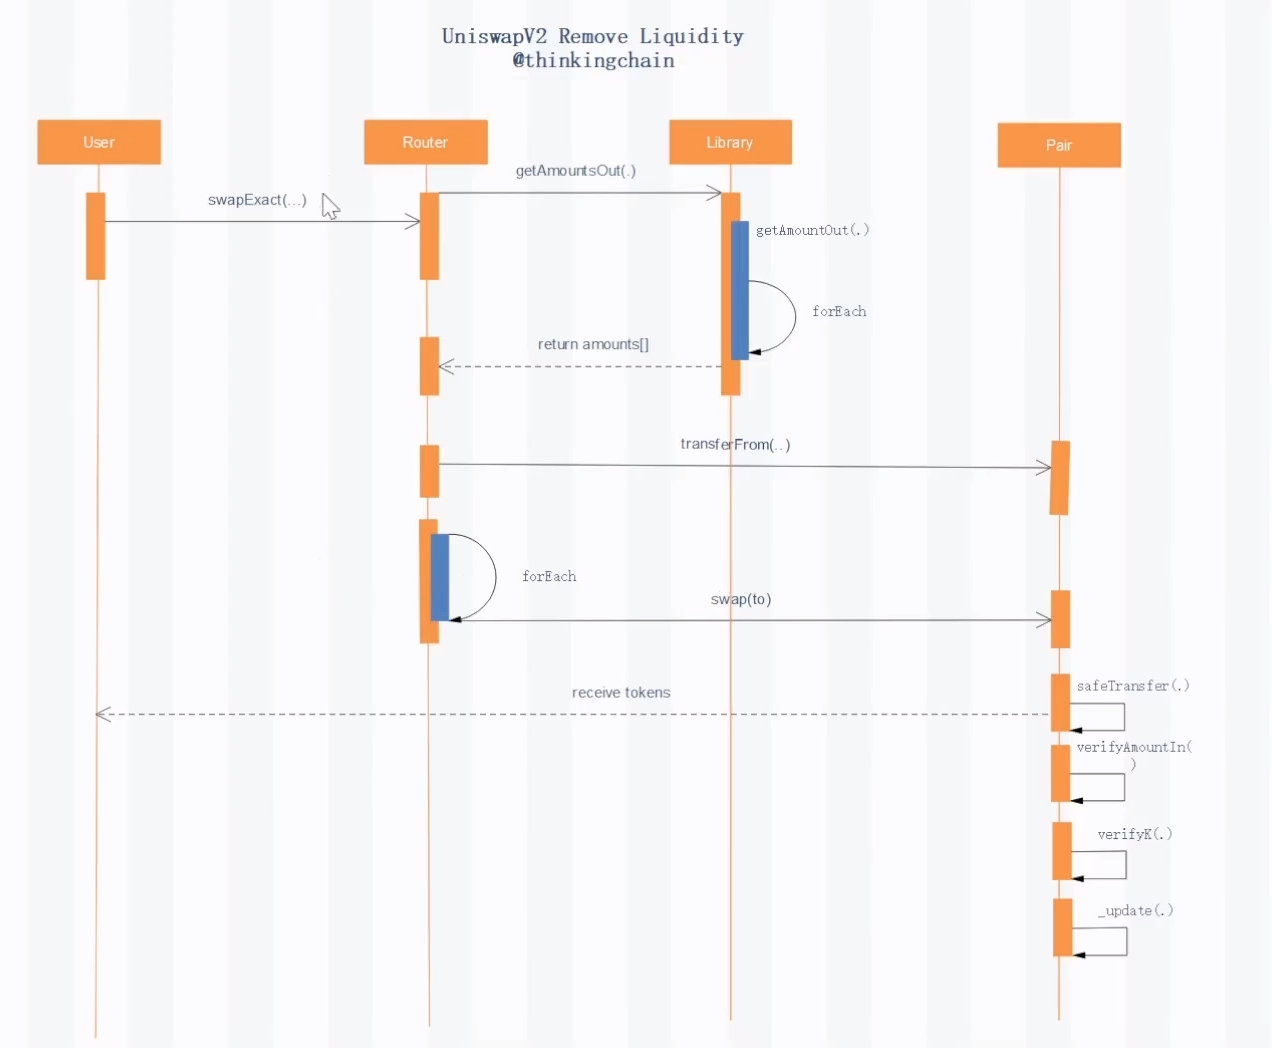 UniswapV2 Remove Liquidity
@thinkingchain
User
Router
Library
Pair
getAmountsOut(.)
swapExact(...)
getAmountOut(.)
forEach
return amounts[]
transferFrom(..)
forEach
swap(to)
safeTransfer(.)
receive tokens
verifyAmountIn(
)
verifyK(.)
_update(.)